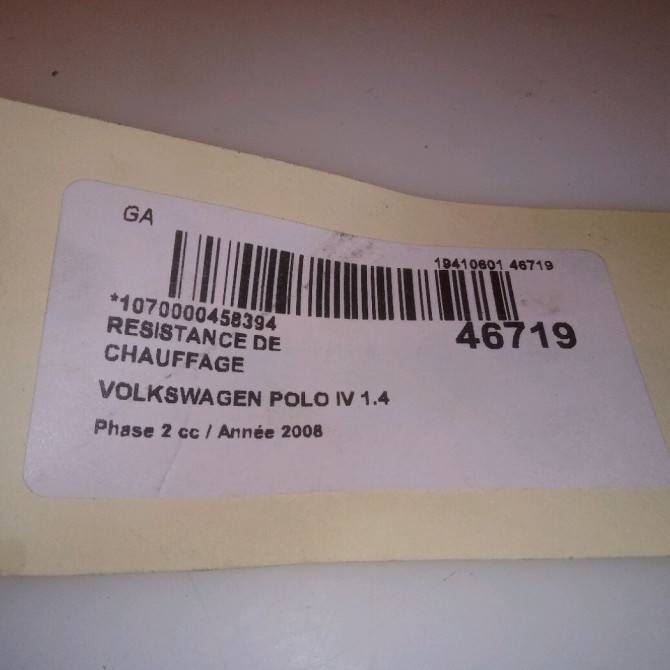 GA
19410601 46719
*1070000458394
46719
RESISTANCE DE
CHAUFFAGE
VOLKSWAGEN POLO IV 1.4
Phase 2 cc / Année 2008